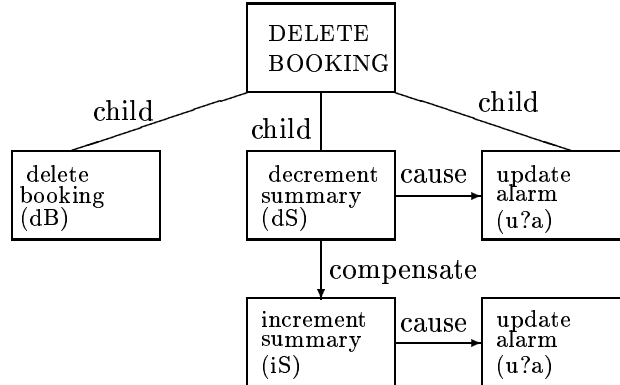 DELETE
BOOKING
child
child
child
delete
booking
(dB)
decrement
summary
(dS)
cause
update
alarm
(u?a)
compensate
increment
summary
(iS)
cause
update
alarm
(u?a)